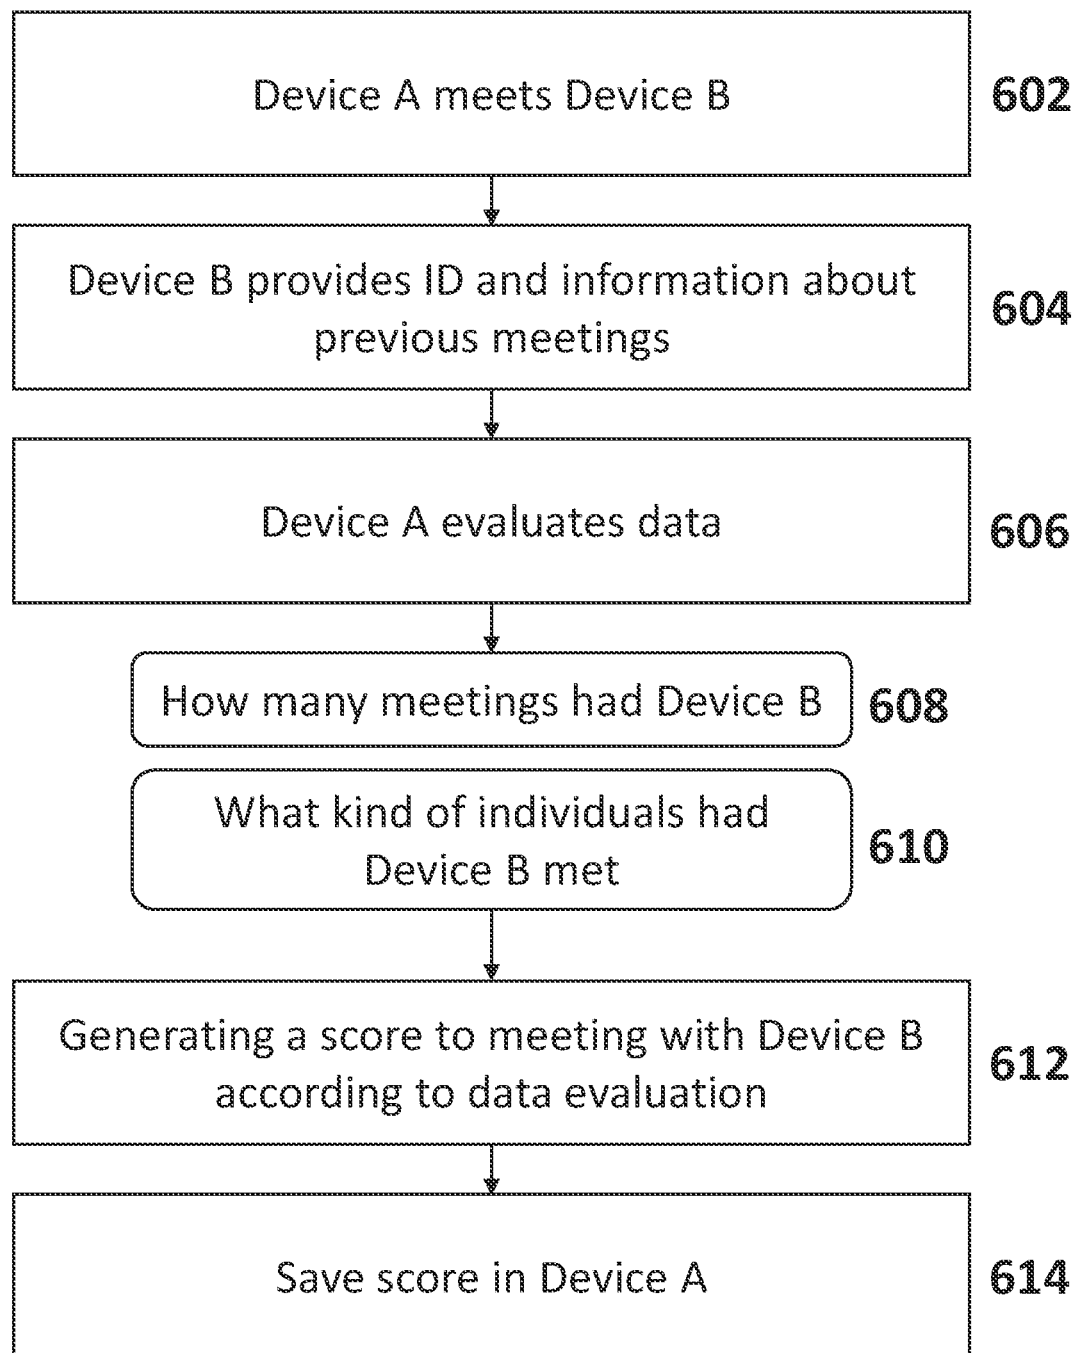 Device A meets Device B
602
Device B provides ID and information about
previous meetings
604
Device A evaluates data
606
How many meetings had Device B
608
What kind of individuals had
Device B met
610
Generating a score to meeting with Device B
according to data evaluation
612
Save score in Device A
614